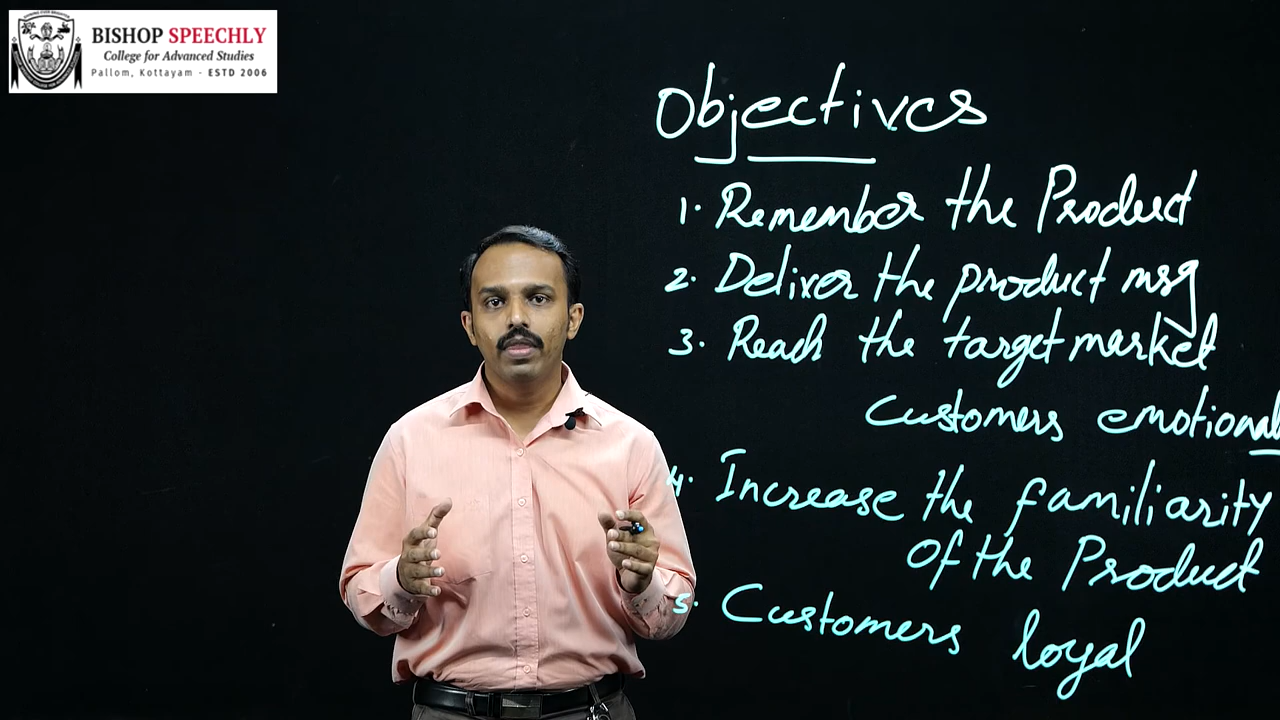 BISHOP SPEECHLY
College for Advanced Studies
Pallom, Kottayam - ESTD 2006
Objectives
1. Remember the Product
2. Deliver the product msg
3. Reach the target market
Customers emotional
4. Increase the familiarity
of the Product
5. Customers loyal